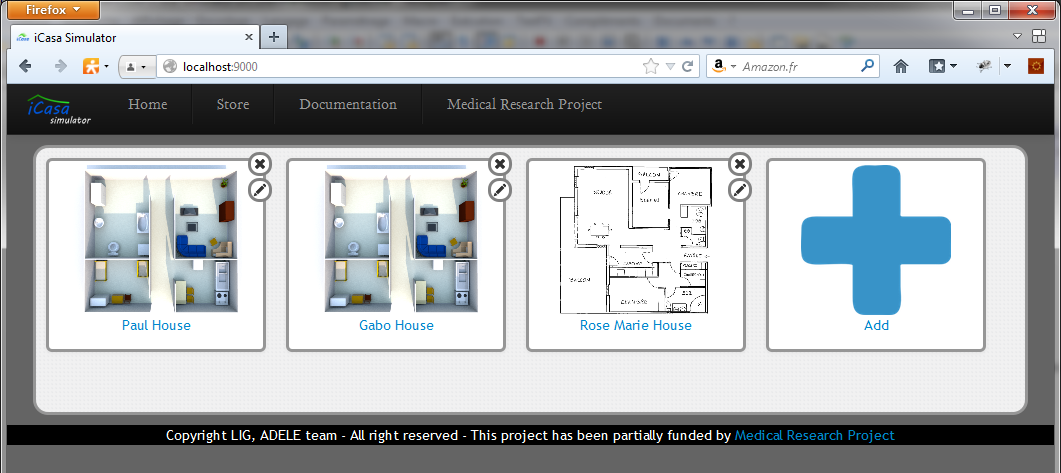 Firefox
iCasa Simulator
localhost:9000
Amazon.fr
iCasa
simulator
Home
Store
Documentation
Medical Research Project
Paul House
Gabo House
BALCON
Rose Marie House
Add
Copyright LIG, ADELE team - All right reserved - This project has been partially funded by Medical Research Project